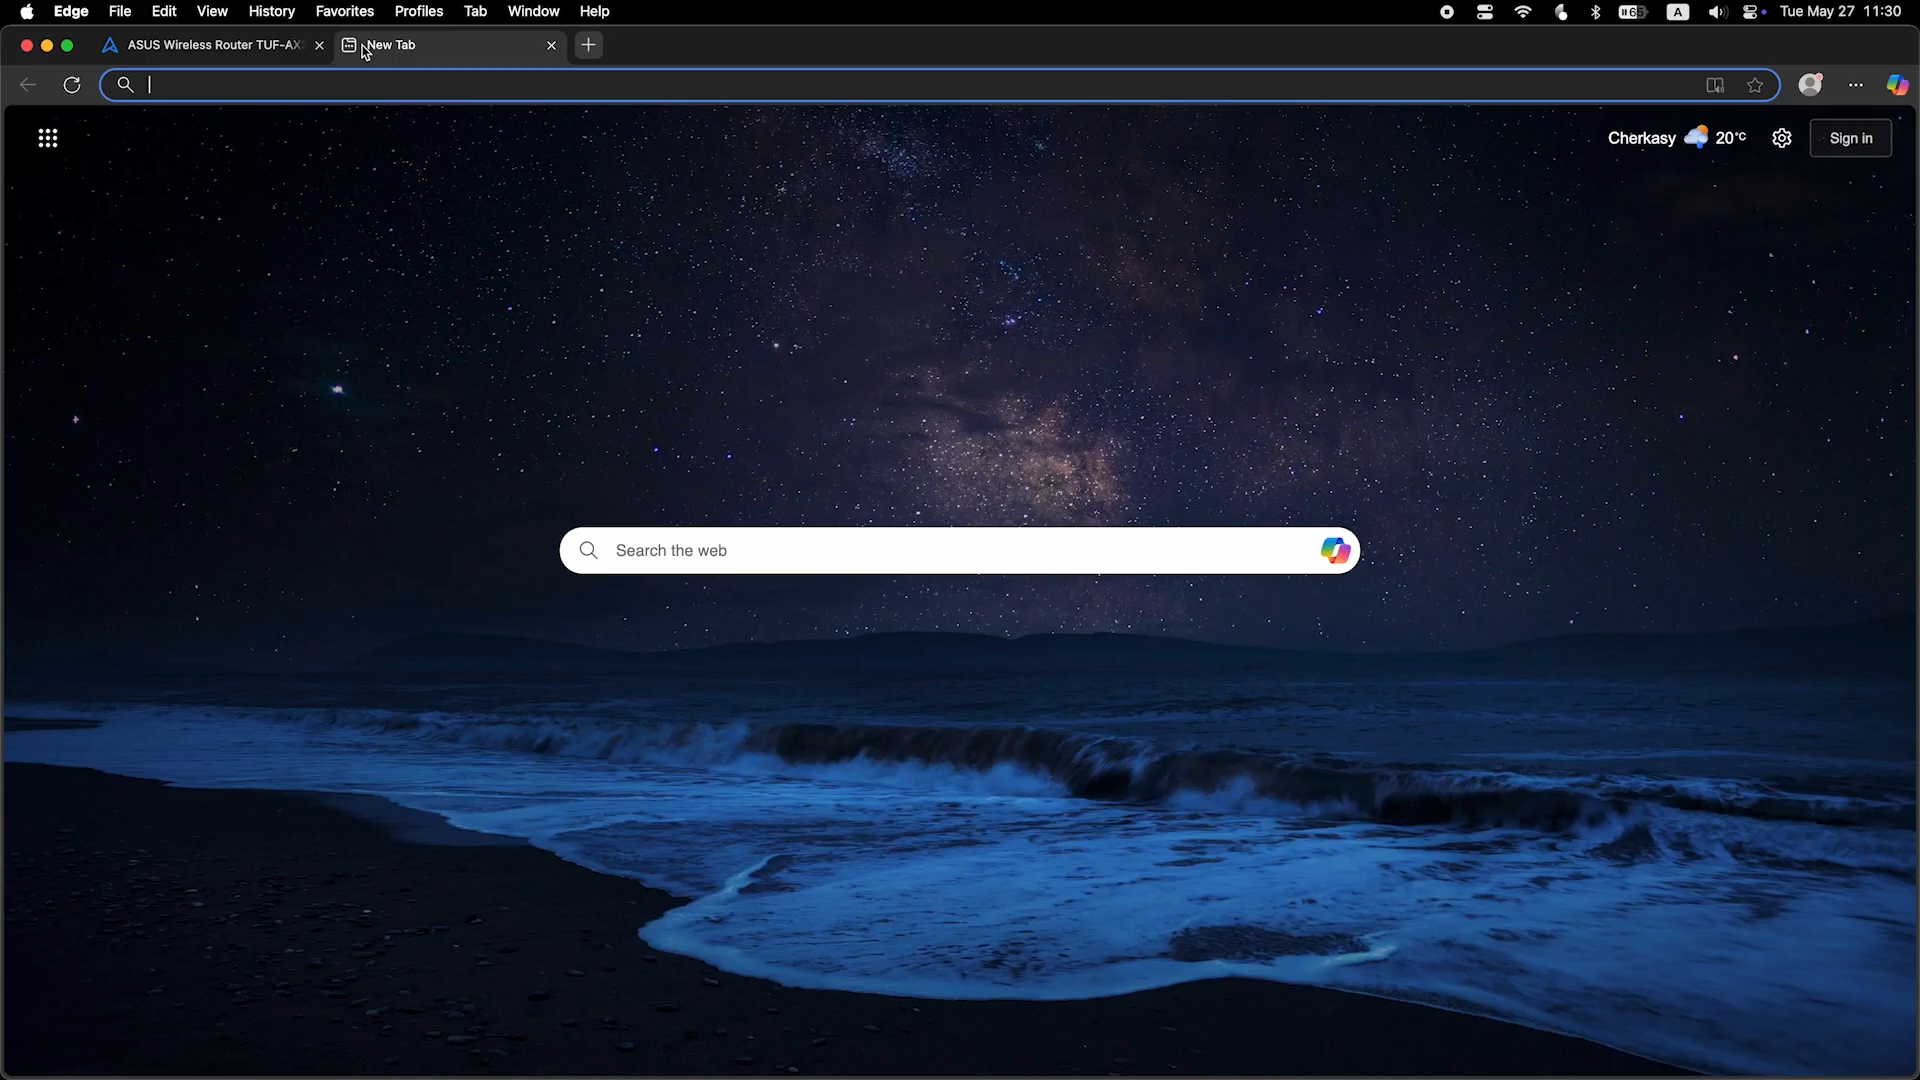 Edge File Edit View History Favorites Profiles Tab Window Help 65 A Tue May 27 11:30
ASUS Wireless Router TUF-AX New Tab
Cherkasy 20°C Sign in
Search the web